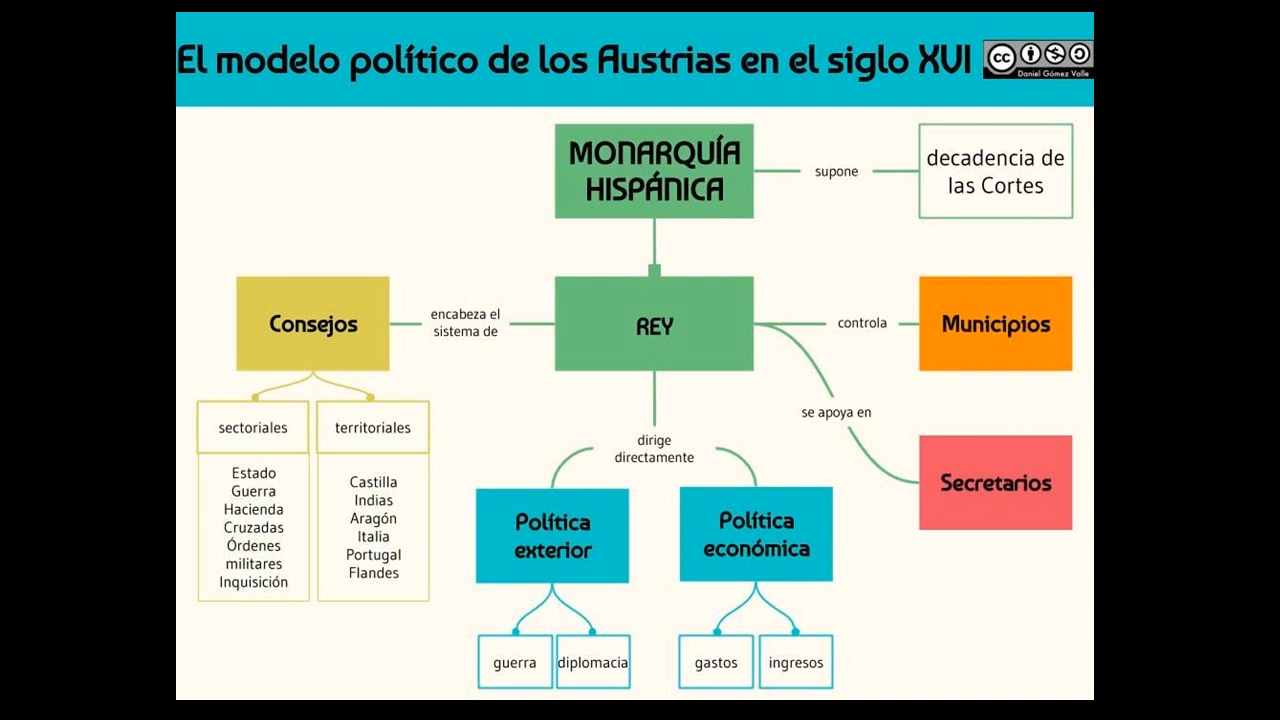 El modelo político de los Austrias en el siglo XVI
cc
Daniel Gómez Valle
MONARQUÍA
HISPÁNICA
supone
decadencia de
las Cortes
Consejos
encabeza el
sistema de
REY
controla
Municipios
se apoya en
Secretarios
sectoriales
territoriales
Estado
Guerra
Hacienda
Cruzadas
Órdenes
militares
Inquisición
Castilla
Indias
Aragón
Italia
Portugal
Flandes
dirige
directamente
Política
exterior
Política
económica
guerra
diplomacia
gastos
ingresos